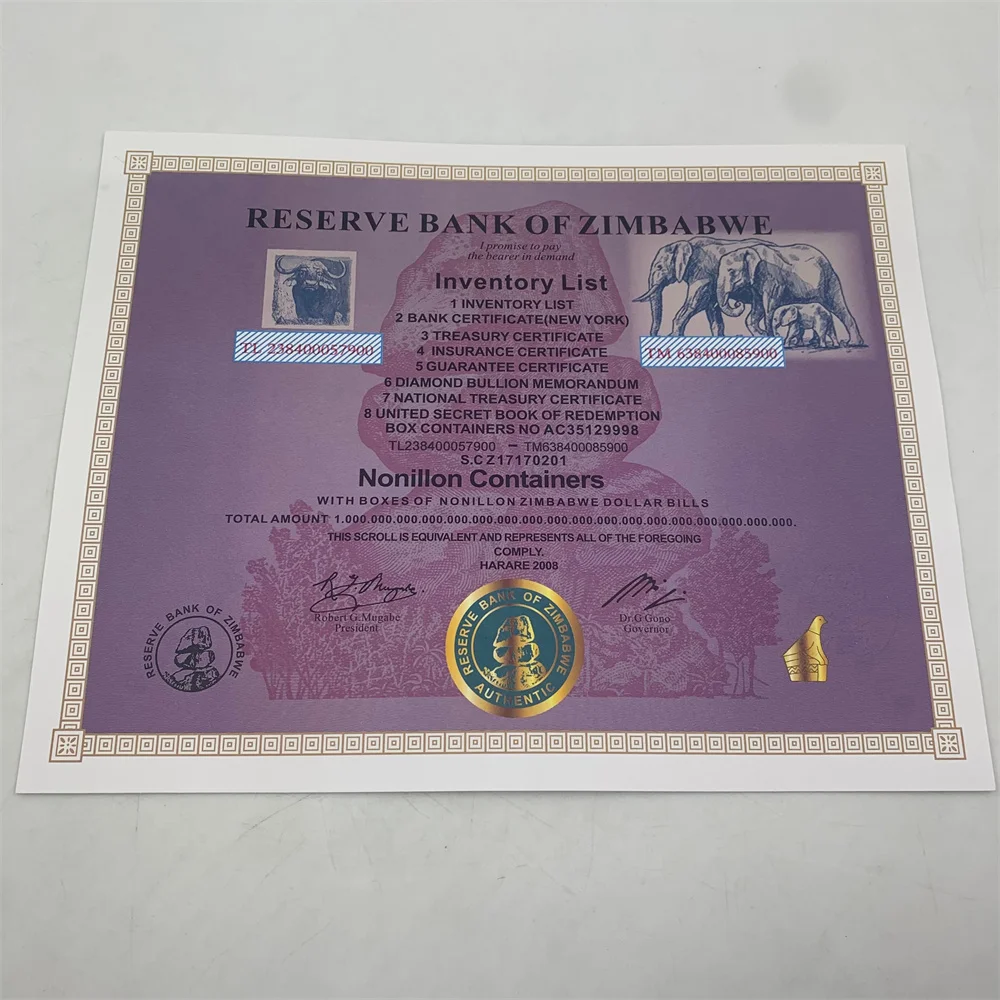 RESERVE BANK OF ZIMBABWE
I promise to pay
the bearer in demand
Inventory List
1 INVENTORY LIST
2 BANK CERTIFICATE(NEW YORK)
3 TREASURY CERTIFICATE
4 INSURANCE CERTIFICATE
5 GUARANTEE CERTIFICATE
6 DIAMOND BULLION MEMORANDUM
7 NATIONAL TREASURY CERTIFICATE
8 UNITED SECRET BOOK OF REDEMPTION
BOX CONTAINERS NO AC35129998
TL 238400057900
TM 638400085900
TL238400057900 – TM638400085900
S.C Z17170201
Nonillon Containers
WITH BOXES OF NONILLON ZIMBABWE DOLLAR BILLS
TOTAL AMOUNT 1.000.000.000.000.000.000.000.000.000.000.000.000.000.000.000.000.000.000.
THIS SCROLL IS EQUIVALENT AND REPRESENTS ALL OF THE FOREGOING
COMPLY.
HARARE 2008
Robert G.Mugabe
President
Dr.G Gono
Governor
RESERVE BANK OF ZIMBABWE
RESERVE BANK OF ZIMBABWE
AUTHENTIC